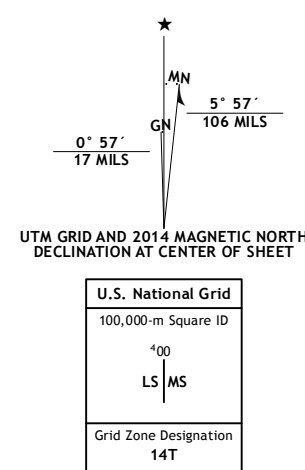 ★
MN
GN
0° 57´
17 MILS
5° 57´
106 MILS
UTM GRID AND 2014 MAGNETIC NORTH
DECLINATION AT CENTER OF SHEET
U.S. National Grid
100,000-m Square ID
⁴00
LS MS
Grid Zone Designation
14T